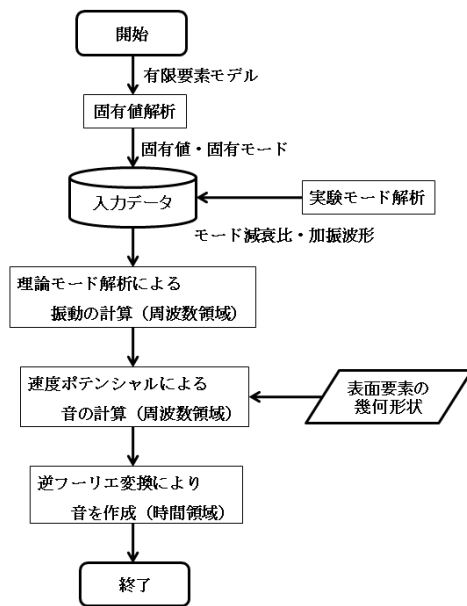 開始
有限要素モデル
固有値解析
固有値・固有モード
入力データ
実験モード解析
モード減衰比・加振波形
理論モード解析による
振動の計算（周波数領域）
速度ポテンシャルによる
音の計算（周波数領域）
表面要素の
幾何形状
逆フーリエ変換により
音を作成（時間領域）
終了